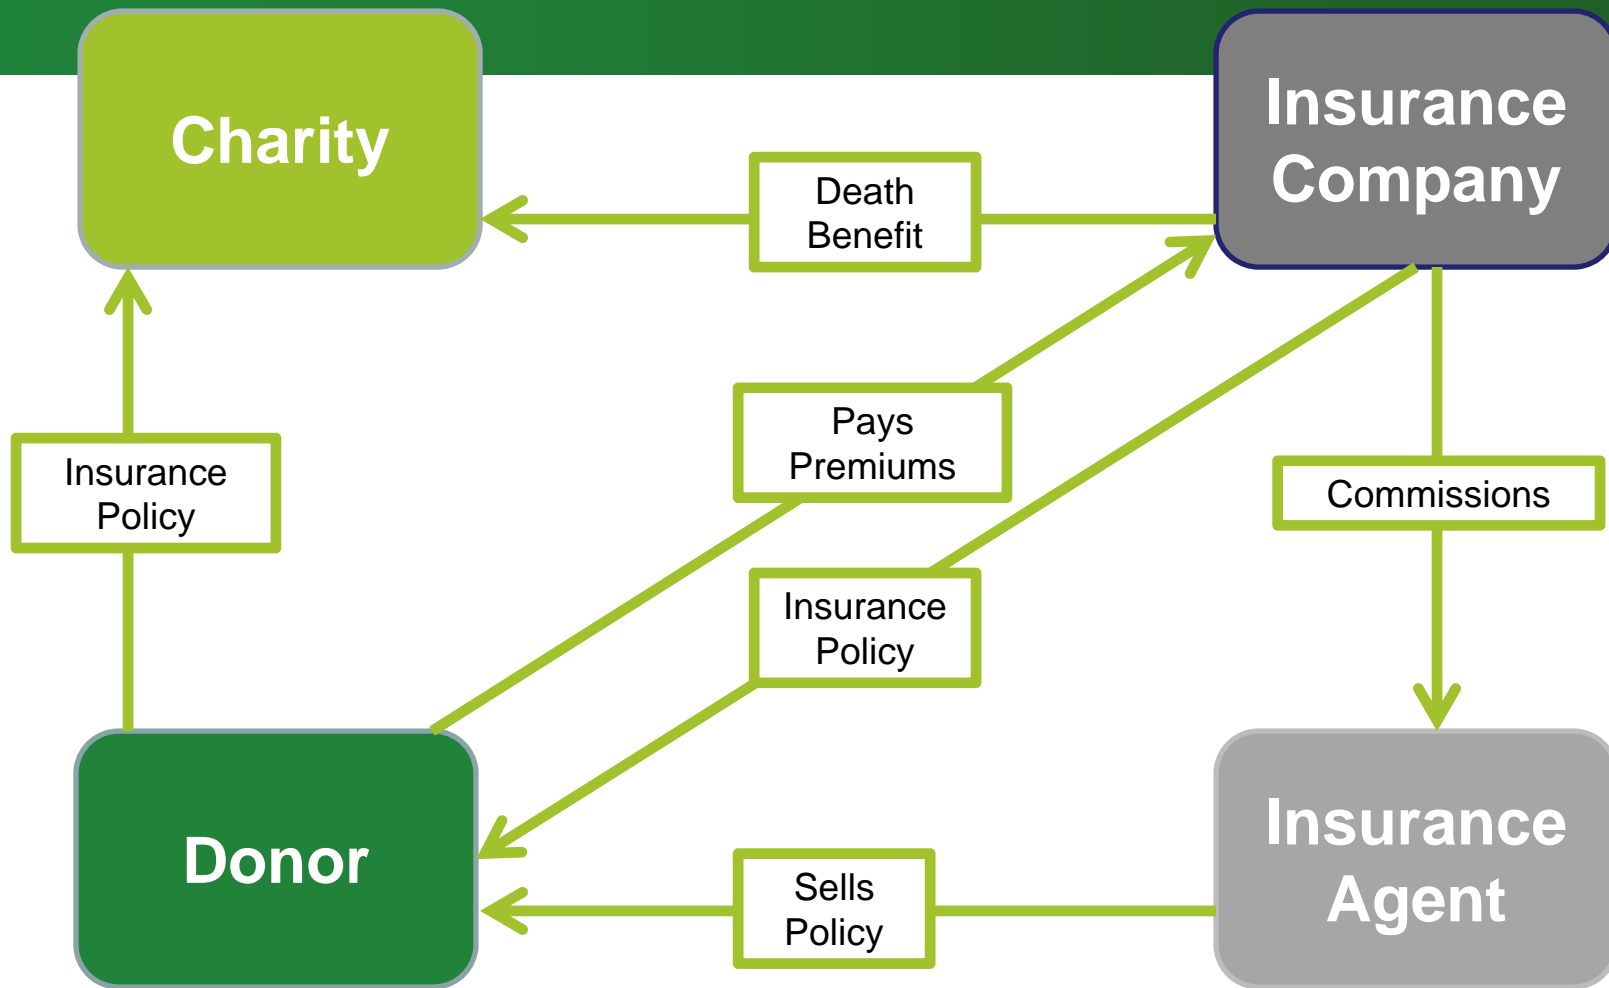 Charity
Insurance
Company
Death
Benefit
Pays
Premiums
Insurance
Policy
Commissions
Insurance
Policy
Donor
Sells
Policy
Insurance
Agent